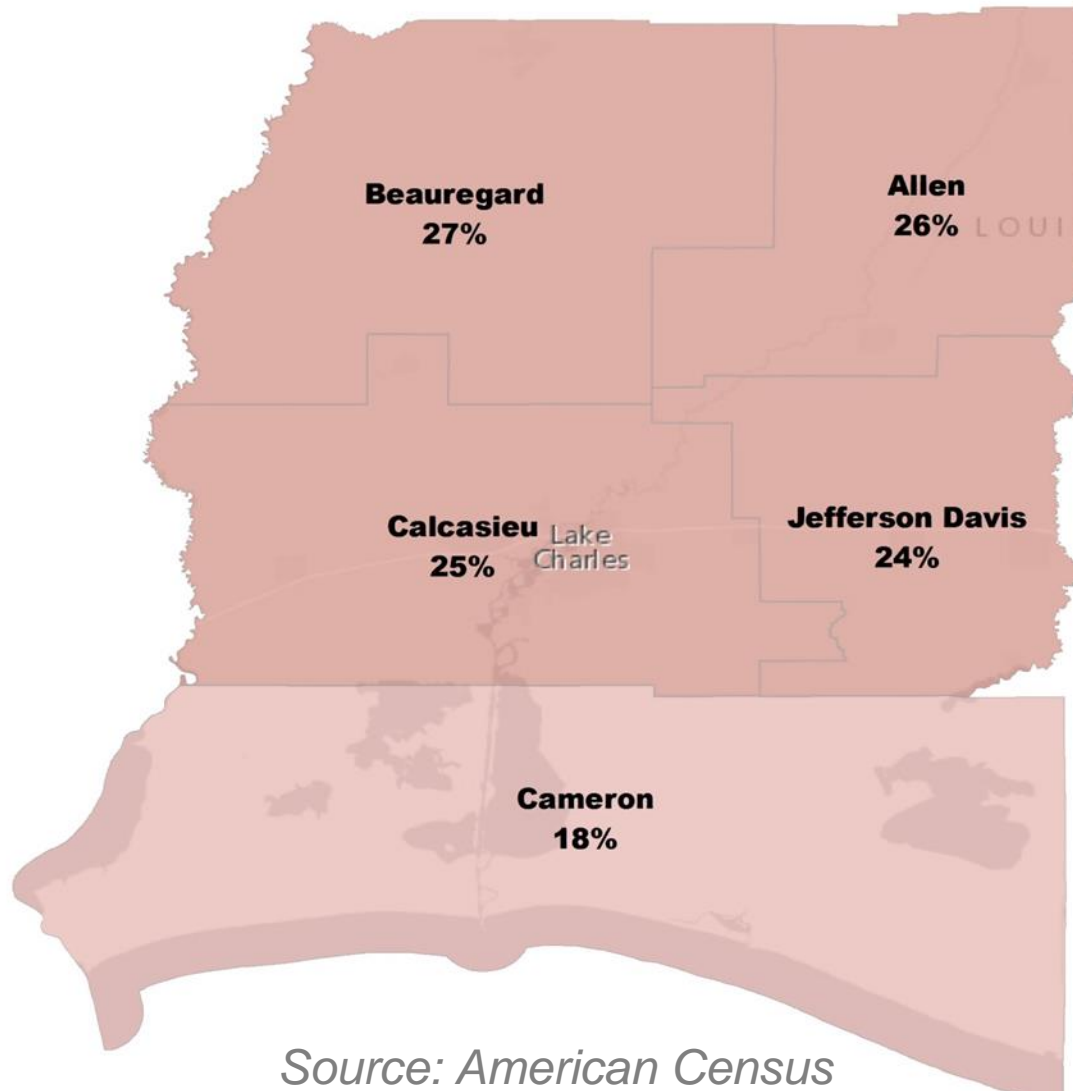 Beauregard
27%
Allen
26%
LOUI
Calcasieu
25%
Lake
Charles
Jefferson Davis
24%
Cameron
18%
Source: American Census